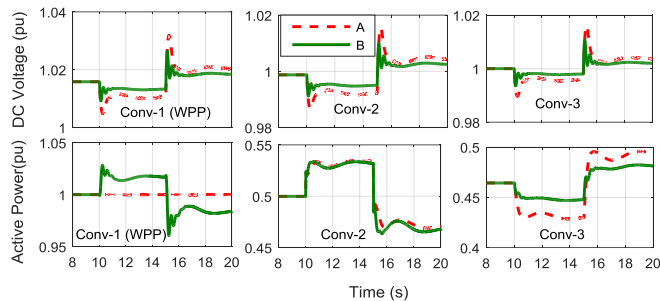 DC Voltage (pu)
1.04
1.02
1
Conv-1 (WPP)
1.02
1
0.98
A
B
Conv-2
1.02
1
0.98
Conv-3
Active Power(pu)
1.05
1
0.95
Conv-1 (WPP)
8 10 12 14 16 18 20
0.55
0.5
0.45
Conv-2
8 10 12 14 16 18 20
0.5
0.45
0.4
Conv-3
8 10 12 14 16 18 20
Time (s)